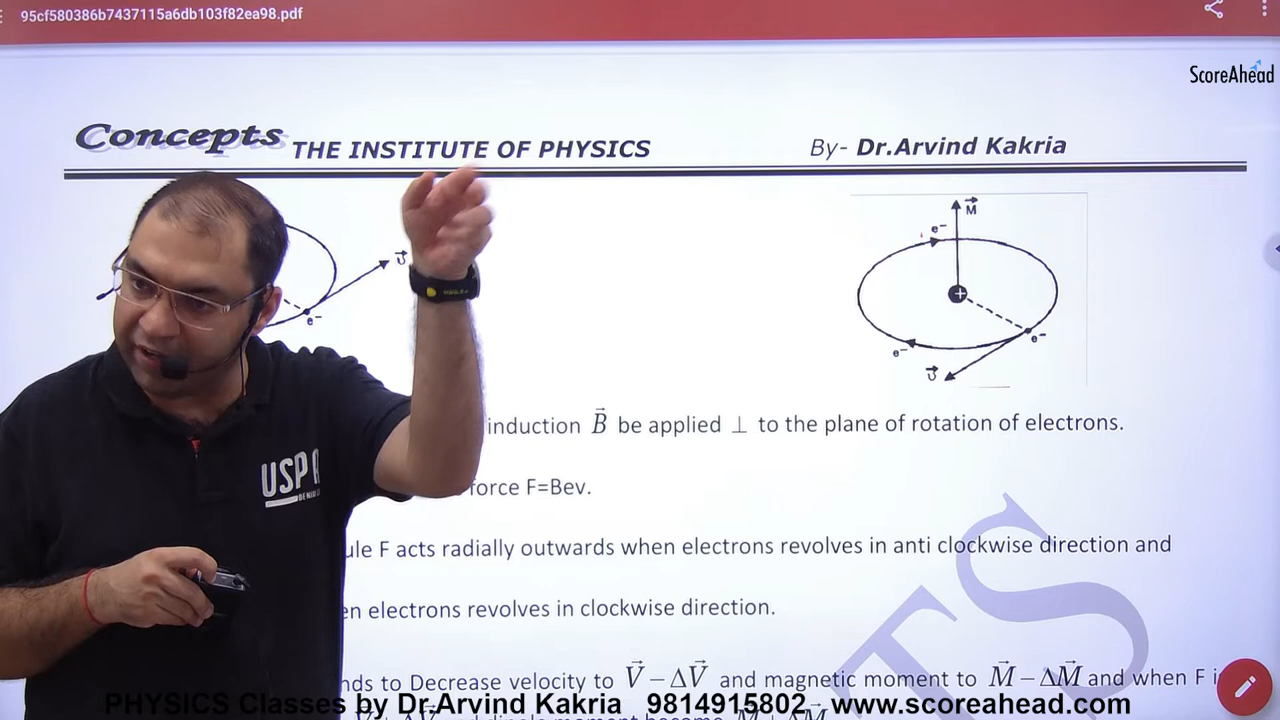 95cf580386b7437115a6db103f82ea98.pdf
ScoreAhead
Concepts THE INSTITUTE OF PHYSICS By- Dr.Arvind Kakria
M⃗
e⁻
+
υ⃗
e⁻
e⁻
e⁻
υ⃗
induction B⃗ be applied ⊥ to the plane of rotation of electrons.
force F=Bev.
F acts radially outwards when electrons revolves in anti clockwise direction and
electrons revolves in clockwise direction.
to Decrease velocity to V⃗ − ΔV⃗ and magnetic moment to M⃗ − ΔM⃗ and when F
TS
USP
PHYSICS Classes by Dr.Arvind Kakria 9814915802 www.scoreahead.com